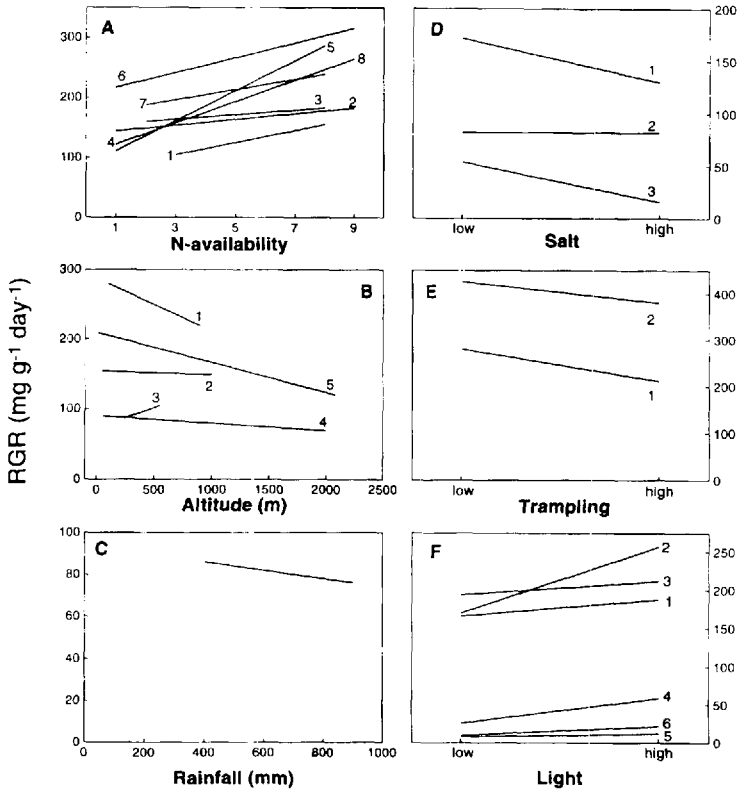 RGR (mg g-1 day-1)
A
300
200
100
0
1 3 5 7 9
N-availability
6
7
4
1
5
8
3
2
B
300
200
100
0
0 500 1000 1500 2000 2500
Altitude (m)
1
2
3
5
4
C
100
80
60
40
20
0
0 200 400 600 800 1000
Rainfall (mm)
D
200
150
100
50
0
low high
Salt
1
2
3
E
400
300
200
100
0
low high
Trampling
2
1
F
250
200
150
100
50
0
low high
Light
2
3
1
4
6
5